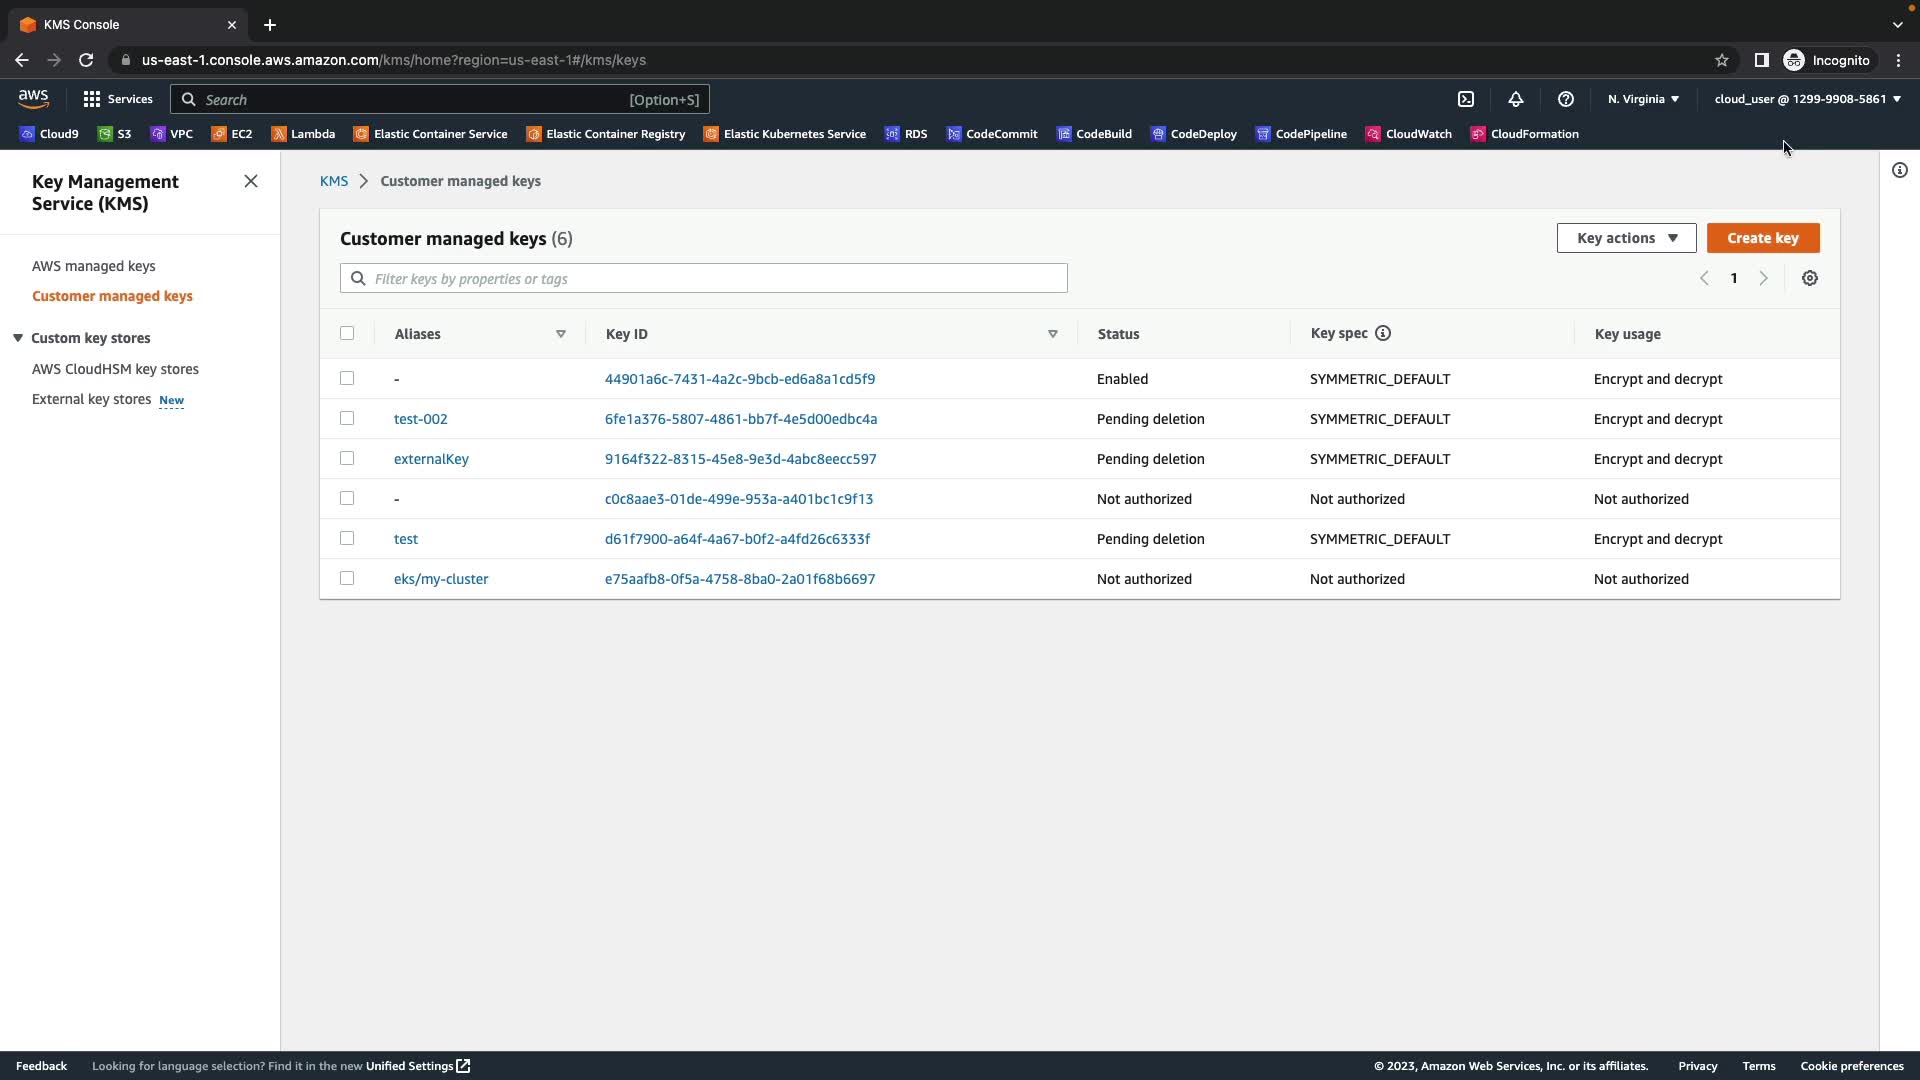 KMS Console
us-east-1.console.aws.amazon.com/kms/home?region=us-east-1#/kms/keys
Incognito
aws
Services
Search
[Option+S]
N. Virginia
cloud_user @ 1299-9908-5861
Cloud9
S3
VPC
EC2
Lambda
Elastic Container Service
Elastic Container Registry
Elastic Kubernetes Service
RDS
CodeCommit
CodeBuild
CodeDeploy
CodePipeline
CloudWatch
CloudFormation
Key Management
Service (KMS)
AWS managed keys
Customer managed keys
Custom key stores
AWS CloudHSM key stores
External key stores New
KMS > Customer managed keys
Customer managed keys (6)
Key actions
Create key
Filter keys by properties or tags
1
Aliases Key ID Status Key spec Key usage
- 44901a6c-7431-4a2c-9bcb-ed6a8a1cd5f9 Enabled SYMMETRIC_DEFAULT Encrypt and decrypt
test-002 6fe1a376-5807-4861-bb7f-4e5d00edbc4a Pending deletion SYMMETRIC_DEFAULT Encrypt and decrypt
externalKey 9164f322-8315-45e8-9e3d-4abc8eecc597 Pending deletion SYMMETRIC_DEFAULT Encrypt and decrypt
- c0c8aae3-01de-499e-953a-a401bc1c9f13 Not authorized Not authorized Not authorized
test d61f7900-a64f-4a67-b0f2-a4fd26c6333f Pending deletion SYMMETRIC_DEFAULT Encrypt and decrypt
eks/my-cluster e75aafb8-0f5a-4758-8ba0-2a01f68b6697 Not authorized Not authorized Not authorized
Feedback
Looking for language selection? Find it in the new Unified Settings
© 2023, Amazon Web Services, Inc. or its affiliates.
Privacy
Terms
Cookie preferences